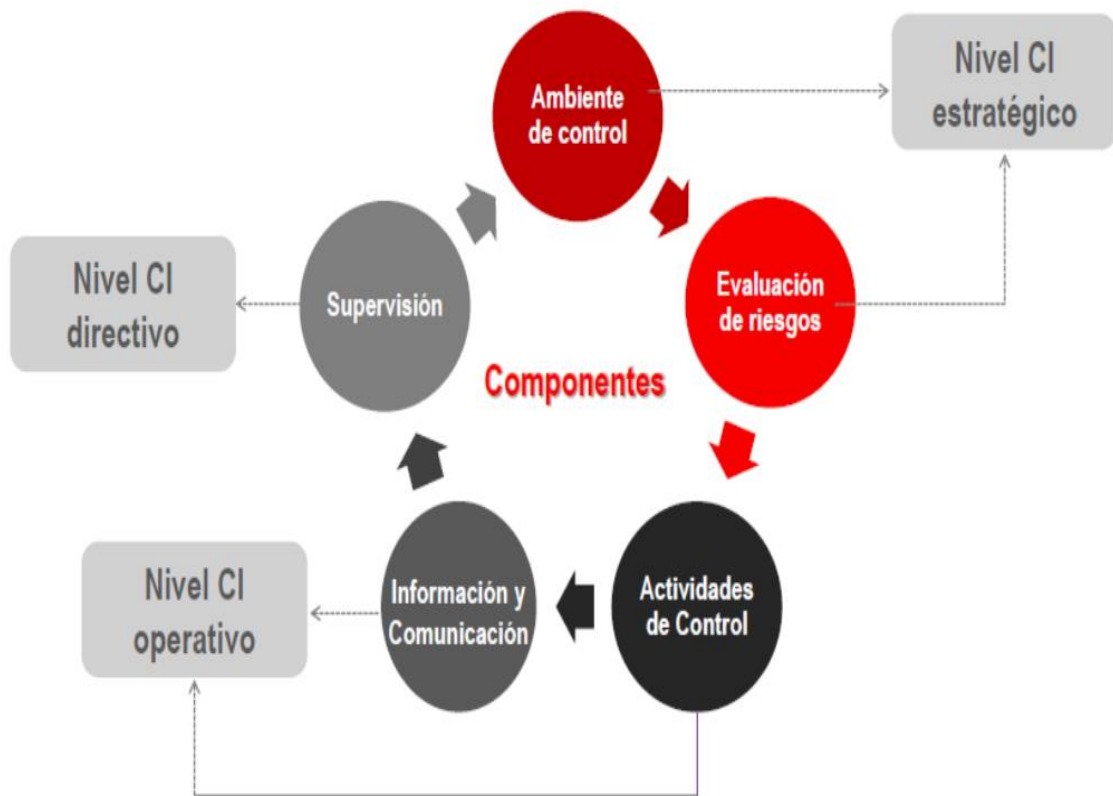 Ambiente
de control
Nivel CI
estratégico
Evaluación
de riesgos
Supervisión
Nivel CI
directivo
Componentes
Actividades
de Control
Información y
Comunicación
Nivel CI
operativo